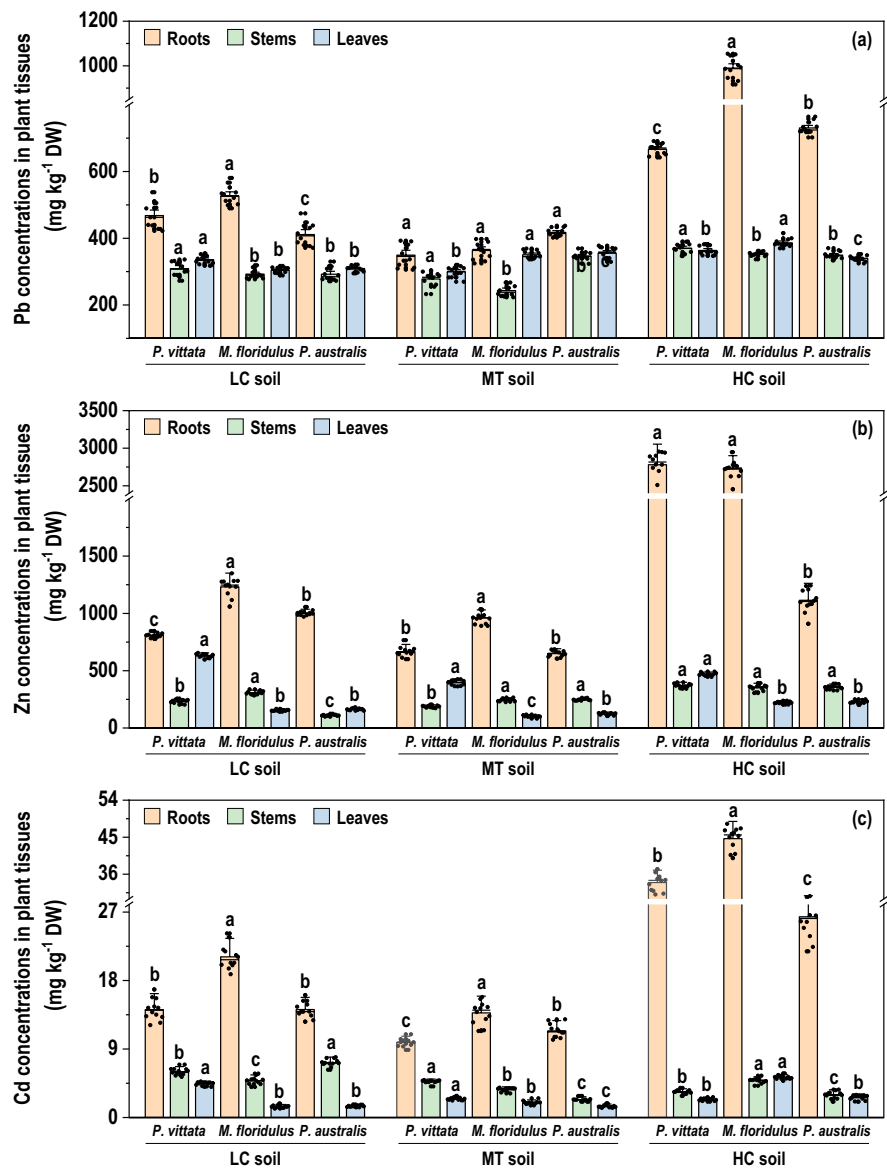 Pb concentrations in plant tissues
(mg kg⁻¹ DW)
1200
1000
600
400
200
Roots Stems Leaves
(a)
b a a a b b c b b
a a b a b a a b
c a b a b a b b c
P. vittata M. floridulus P. australis P. vittata M. floridulus P. australis P. vittata M. floridulus P. australis
LC soil MT soil HC soil
Zn concentrations in plant tissues
(mg kg⁻¹ DW)
3500
3000
2500
1500
1000
500
0
Roots Stems Leaves
(b)
c b a a a b b c b
b b a a a c b a b
a a a a a b b a b
P. vittata M. floridulus P. australis P. vittata M. floridulus P. australis P. vittata M. floridulus P. australis
LC soil MT soil HC soil
Cd concentrations in plant tissues
(mg kg⁻¹ DW)
54
45
36
27
18
9
0
Roots Stems Leaves
(c)
b b a a c b b a b
c a a a b b b c c
b b b a a a c c b
P. vittata M. floridulus P. australis P. vittata M. floridulus P. australis P. vittata M. floridulus P. australis
LC soil MT soil HC soil